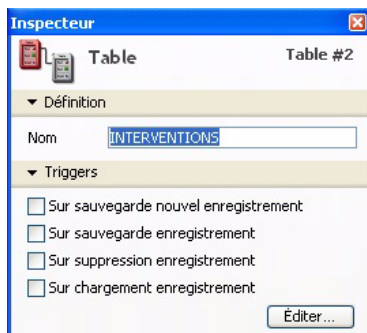 Inspecteur
Table Table #2
Définition
Nom INTERVENTIONS
Triggers
Sur sauvegarde nouvel enregistrement
Sur sauvegarde enregistrement
Sur suppression enregistrement
Sur chargement enregistrement
Éditer...